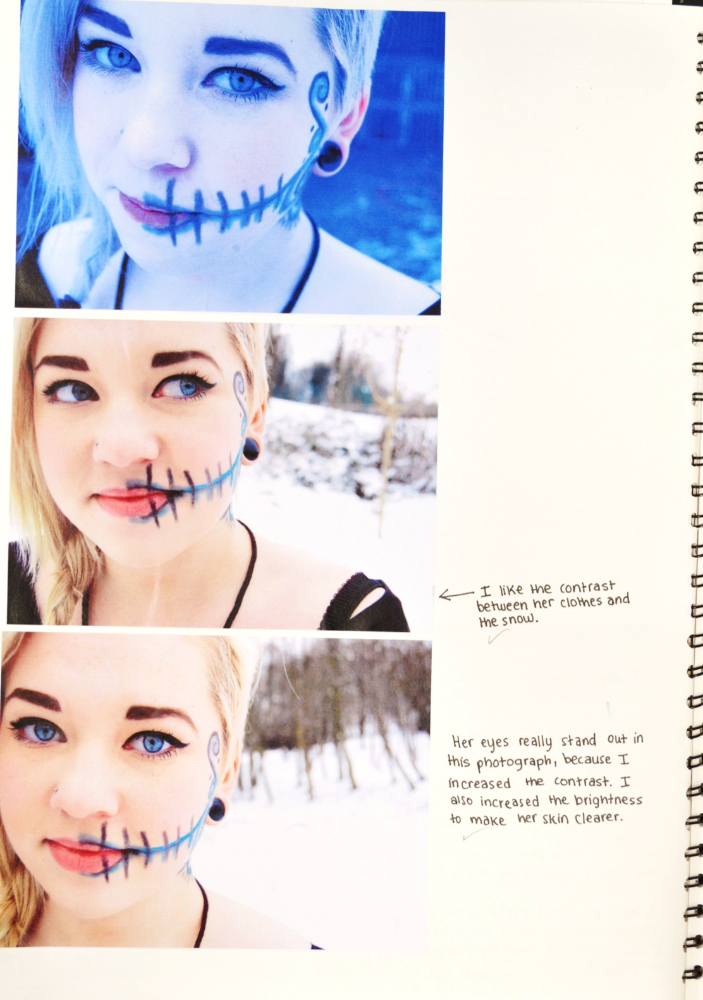 I like the contrast
between her clothes and
the snow.
Her eyes really stand out in
this photograph, because I
increased the contrast. I
also increased the brightness
to make her skin clearer.